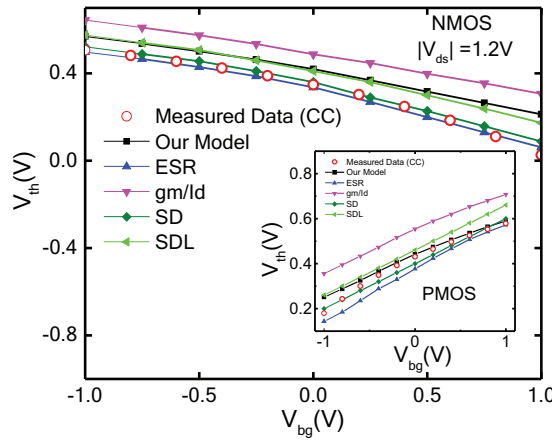 NMOS
|V_ds| =1.2V
0.4
0.0
-0.4
-0.8
V_th(V)
Measured Data (CC)
Our Model
ESR
gm/Id
SD
SDL
0.8
0.6
0.4
0.2
V_th(V)
Measured Data (CC)
Our Model
ESR
gm/Id
SD
SDL
PMOS
-1 0 1
V_bg(V)
-1.0 -0.5 0.0 0.5 1.0
V_bg(V)